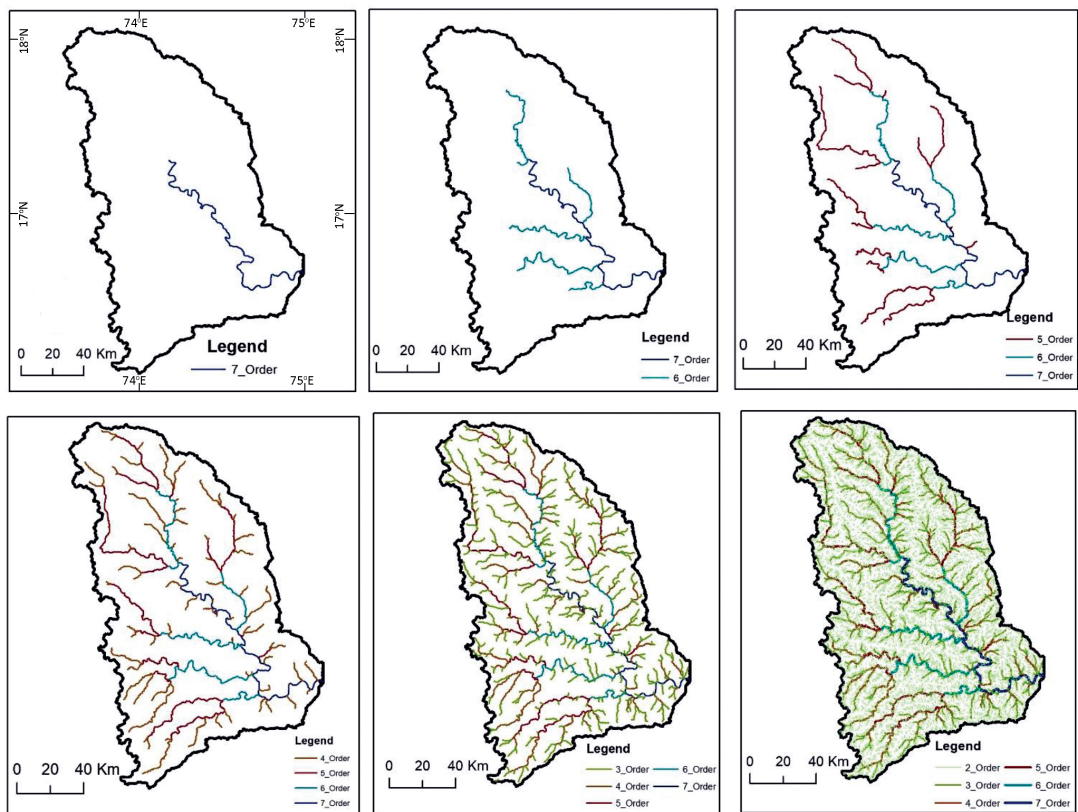 74°E 75°E
18°N 18°N
17°N 17°N
Legend
0 20 40 Km
7_Order
74°E 75°E
Legend
0 20 40 Km
7_Order
6_Order
Legend
0 20 40 Km
5_Order
6_Order
7_Order
Legend
0 20 40 Km
4_Order
5_Order
6_Order
7_Order
Legend
0 20 40 Km
3_Order 6_Order
4_Order 7_Order
5_Order
Legend
0 20 40 Km
2_Order 5_Order
3_Order 6_Order
4_Order 7_Order